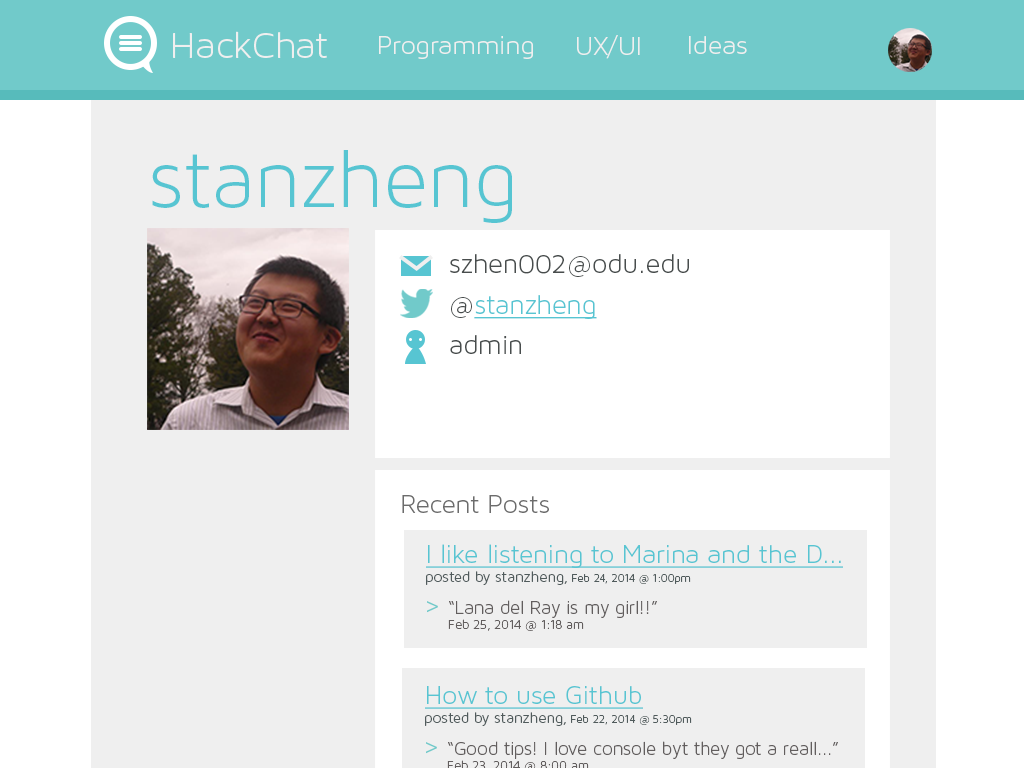 HackChat Programming UX/UI Ideas
stanzheng
szhen002@odu.edu
@stanzheng
admin
Recent Posts
I like listening to Marina and the D...
posted by stanzheng, Feb 24, 2014 @ 1:00pm
> “Lana del Ray is my girl!!”
Feb 25, 2014 @ 1:18 am
How to use Github
posted by stanzheng, Feb 22, 2014 @ 5:30pm
> “Good tips! I love console byt they got a reall...”
Feb 23, 2014 @ 8:00 am